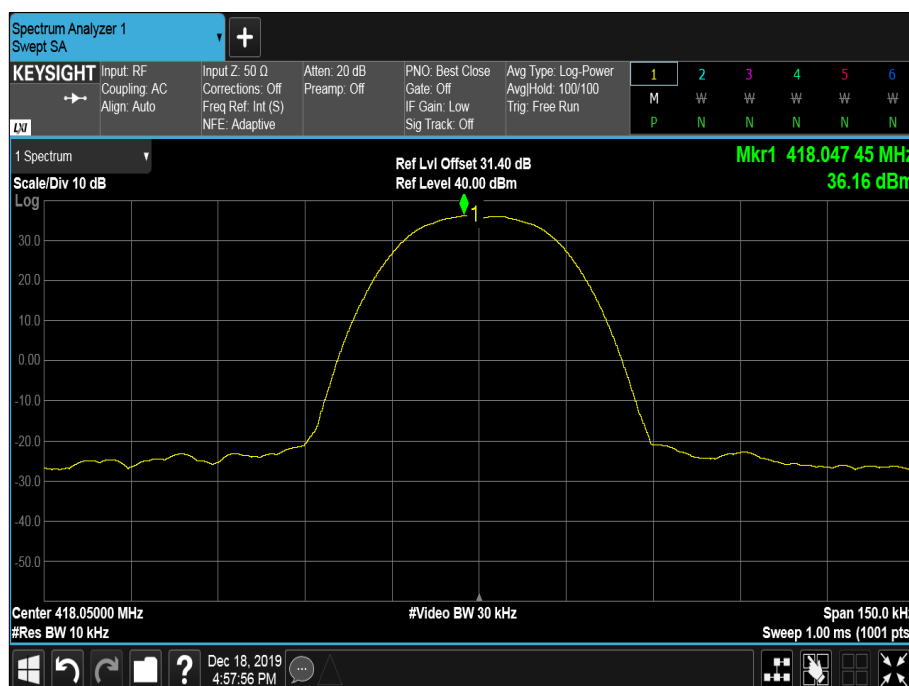 Spectrum Analyzer 1
Swept SA
+
KEYSIGHT
LXI
Input: RF
Coupling: AC
Align: Auto
Input Z: 50 Ω
Corrections: Off
Freq Ref: Int (S)
NFE: Adaptive
Atten: 20 dB
Preamp: Off
PNO: Best Close
Gate: Off
IF Gain: Low
Sig Track: Off
Avg Type: Log-Power
Avg|Hold: 100/100
Trig: Free Run
1 2 3 4 5 6
M W W W W W
P N N N N N
1 Spectrum
Scale/Div 10 dB
Log
Ref Lvl Offset 31.40 dB
Ref Level 40.00 dBm
Mkr1 418.047 45 MHz
36.16 dBm
1
30.0
20.0
10.0
0.00
-10.0
-20.0
-30.0
-40.0
-50.0
Center 418.05000 MHz
#Res BW 10 kHz
#Video BW 30 kHz
Span 150.0 kHz
Sweep 1.00 ms (1001 pts
?
Dec 18, 2019
4:57:56 PM